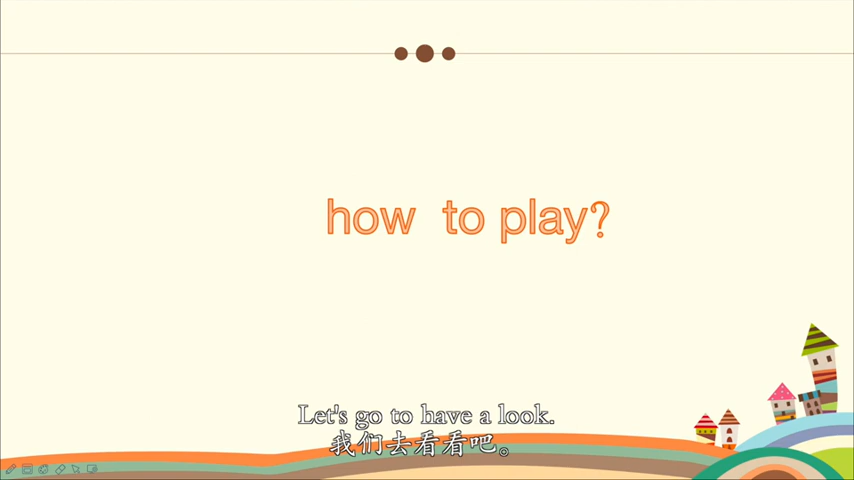 how to play?
Let's go to have a look.
我们去看看吧。